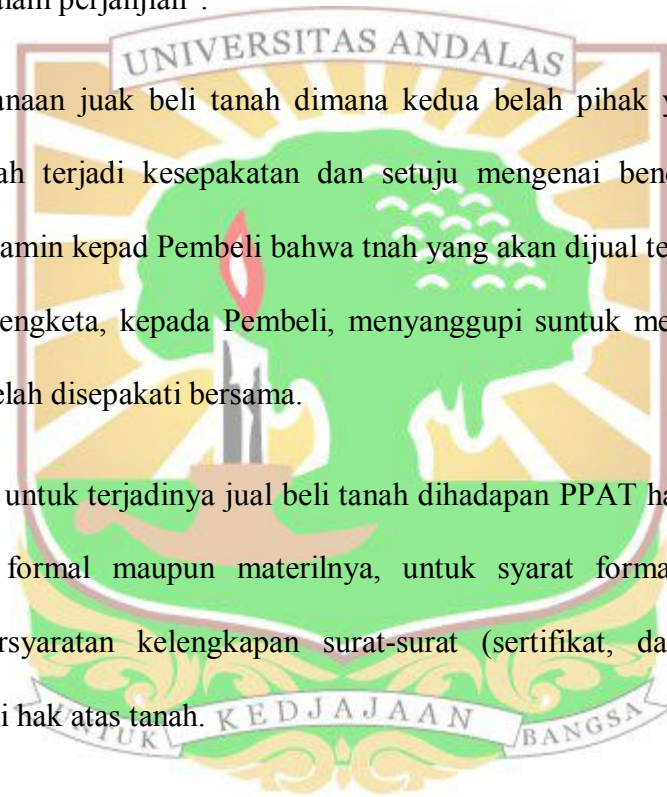 alam perjanjian".
UNIVERSITAS ANDALAS
anaan juak beli tanah dimana kedua belah pihak y
ah terjadi kesepakatan dan setuju mengenai bend
amin kepad Pembeli bahwa tnah yang akan dijual te
engketa, kepada Pembeli, menyanggupi suntuk me
elah disepakati bersama.
untuk terjadinya jual beli tanah dihadapan PPAT ha
formal maupun materilnya, untuk syarat forma
rsyaratan kelengkapan surat-surat (sertifikat, da
i hak atas tanah.
UNTUK KEDJAJAAN BANGSA